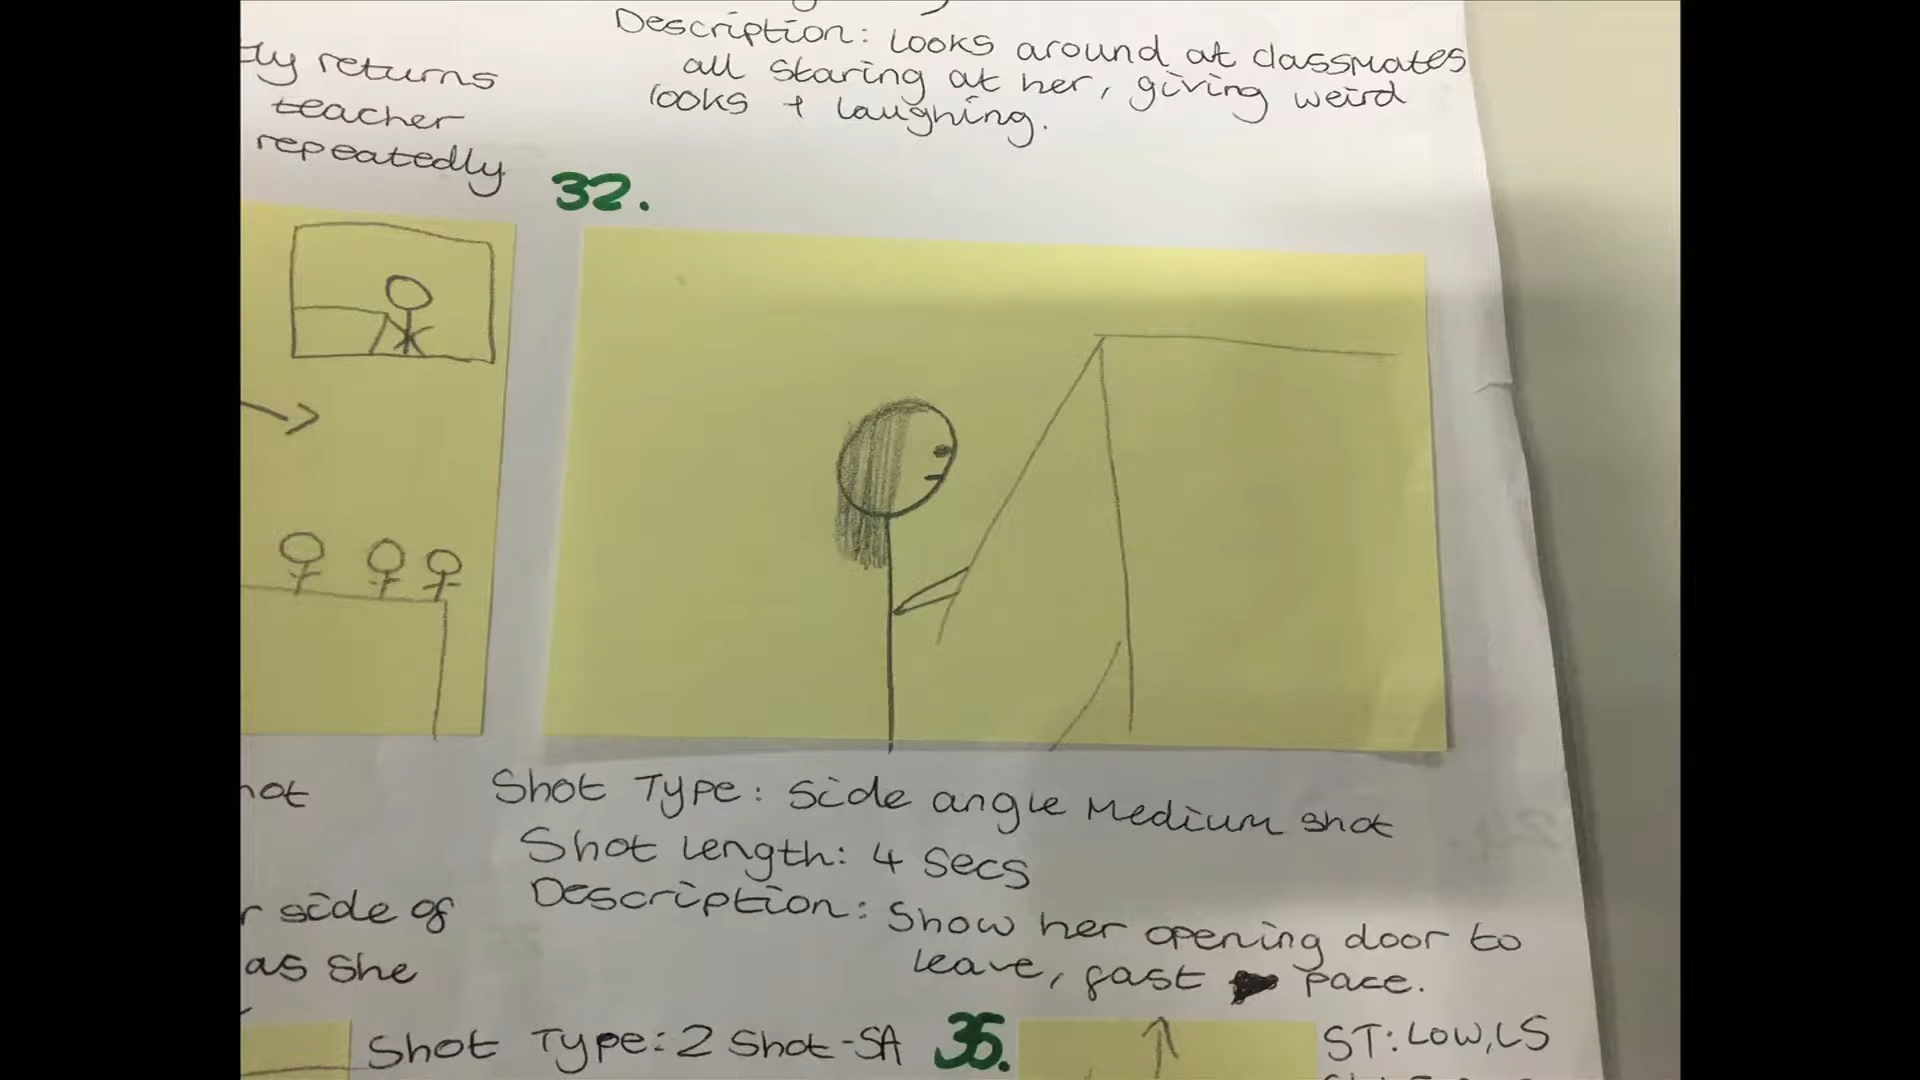 Description: Looks around at classmates
all staring at her, giving weird
looks + laughing.
returns
teacher
repeatedly
32.
Shot Type: Side angle Medium shot
Shot Length: 4 Secs
Description: Show her opening door to
leave, fast pace.
side of
as she
Shot Type: 2 Shot-SA
35.
ST: LOW, LS